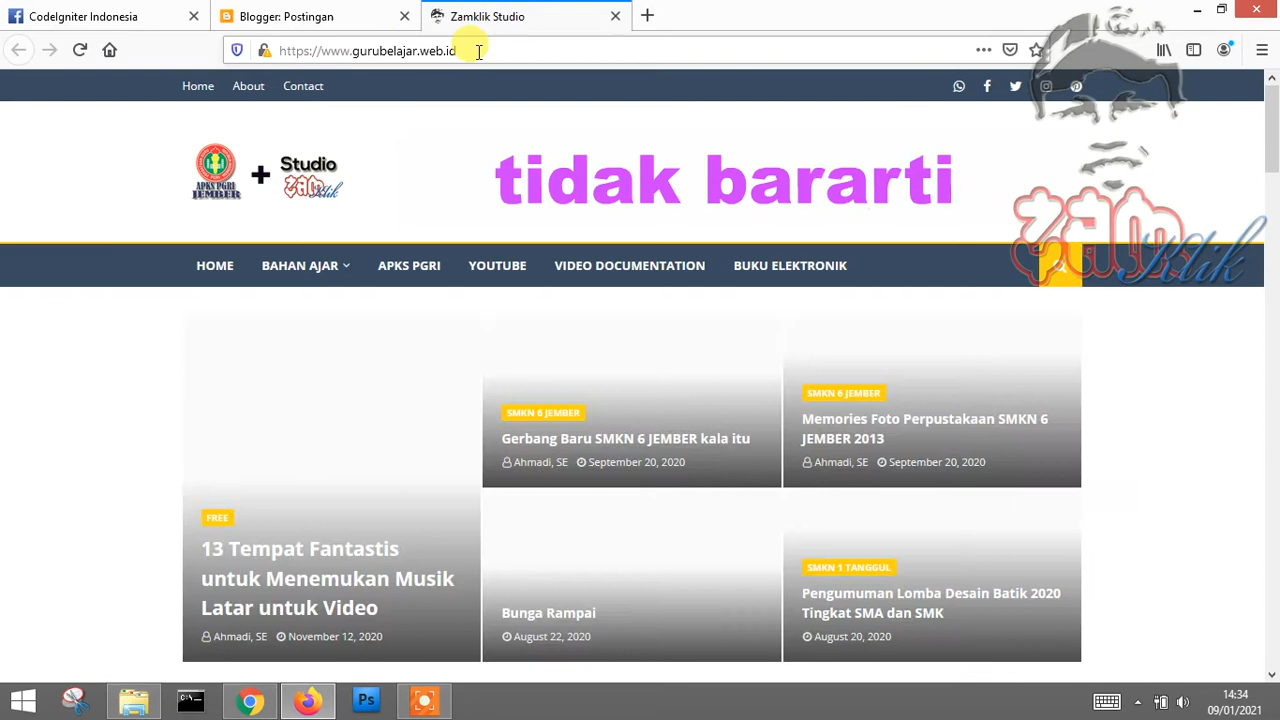 CodeIgniter Indonesia
Blogger: Postingan
Zamklik Studio
https://www.gurubelajar.web.id
Home About Contact
APKS PGRI
JEMBER
+
Studio
Zam Klik
tidak bararti
Zam Klik
HOME BAHAN AJAR APKS PGRI YOUTUBE VIDEO DOCUMENTATION BUKU ELEKTRONIK
SMKN 6 JEMBER
Gerbang Baru SMKN 6 JEMBER kala itu
Ahmadi, SE September 20, 2020
SMKN 6 JEMBER
Memories Foto Perpustakaan SMKN 6
JEMBER 2013
Ahmadi, SE September 20, 2020
FREE
13 Tempat Fantastis
untuk Menemukan Musik
Latar untuk Video
Ahmadi, SE November 12, 2020
Bunga Rampai
August 22, 2020
SMKN 1 TANGGUL
Pengumuman Lomba Desain Batik 2020
Tingkat SMA dan SMK
August 20, 2020
Ps
14:34
09/01/2021